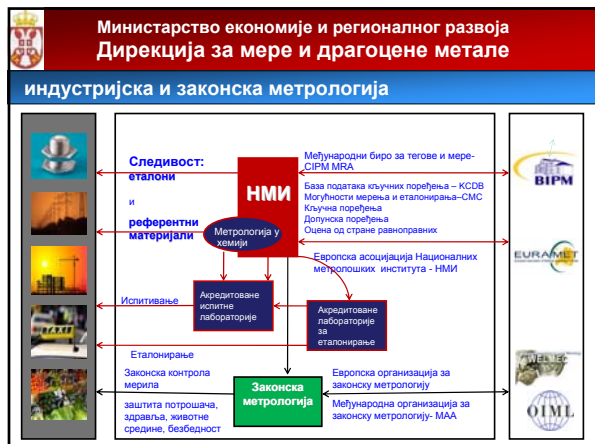 Министарство економије и регионалног развоја
Дирекција за мере и драгоцене метале
индустријска и законска метрологија
Следивост:
еталони
и
референтни
материјали
НМИ
Метрологија у
хемији
Међународни биро за тегове и мере-
CIPM MRA
База података кључних поређења – KCDB
Могућности мерења и еталонирања–CMC
Кључна поређења
Допунска поређења
Оцена од стране равноправних
BIPM
Европска асоцијација Националних
метролошких института - НМИ
EURAMET
Испитивање
Акредитоване
испитне
лабораторије
Акредитоване
лабораторије
за
еталонирање
TAXI
Еталонирање
Законска контрола
мерила
заштита потрошача,
здравља, животне
средине, безбедност
Законска
метрологија
Европска организација за
законску метрологију
Међународна организација за
законску метрологију- МАА
WELMEC
OIML